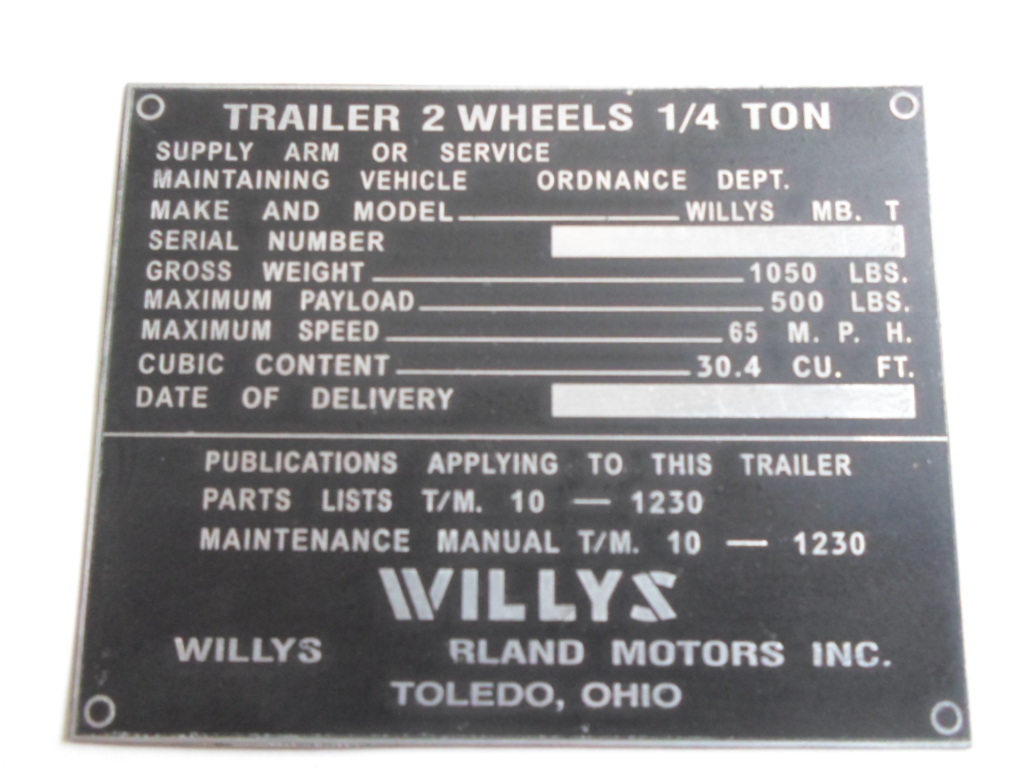 TRAILER 2 WHEELS 1/4 TON
SUPPLY ARM OR SERVICE
MAINTAINING VEHICLE ORDNANCE DEPT.
MAKE AND MODEL WILLYS MB. T
SERIAL NUMBER
GROSS WEIGHT 1050 LBS.
MAXIMUM PAYLOAD 500 LBS.
MAXIMUM SPEED 65 M. P. H.
CUBIC CONTENT 30.4 CU. FT.
DATE OF DELIVERY
PUBLICATIONS APPLYING TO THIS TRAILER
PARTS LISTS T/M. 10 — 1230
MAINTENANCE MANUAL T/M. 10 — 1230
WILLYS
WILLYS RLAND MOTORS INC.
TOLEDO, OHIO